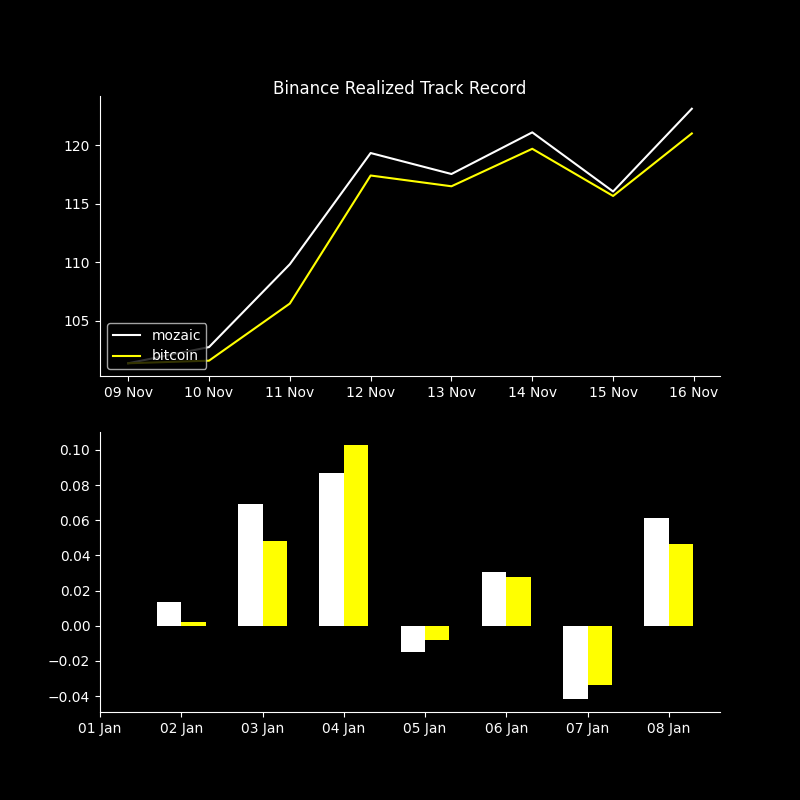 Binance Realized Track Record
120
115
110
105
mozaic
bitcoin
09 Nov 10 Nov 11 Nov 12 Nov 13 Nov 14 Nov 15 Nov 16 Nov
0.10
0.08
0.06
0.04
0.02
0.00
−0.02
−0.04
01 Jan 02 Jan 03 Jan 04 Jan 05 Jan 06 Jan 07 Jan 08 Jan